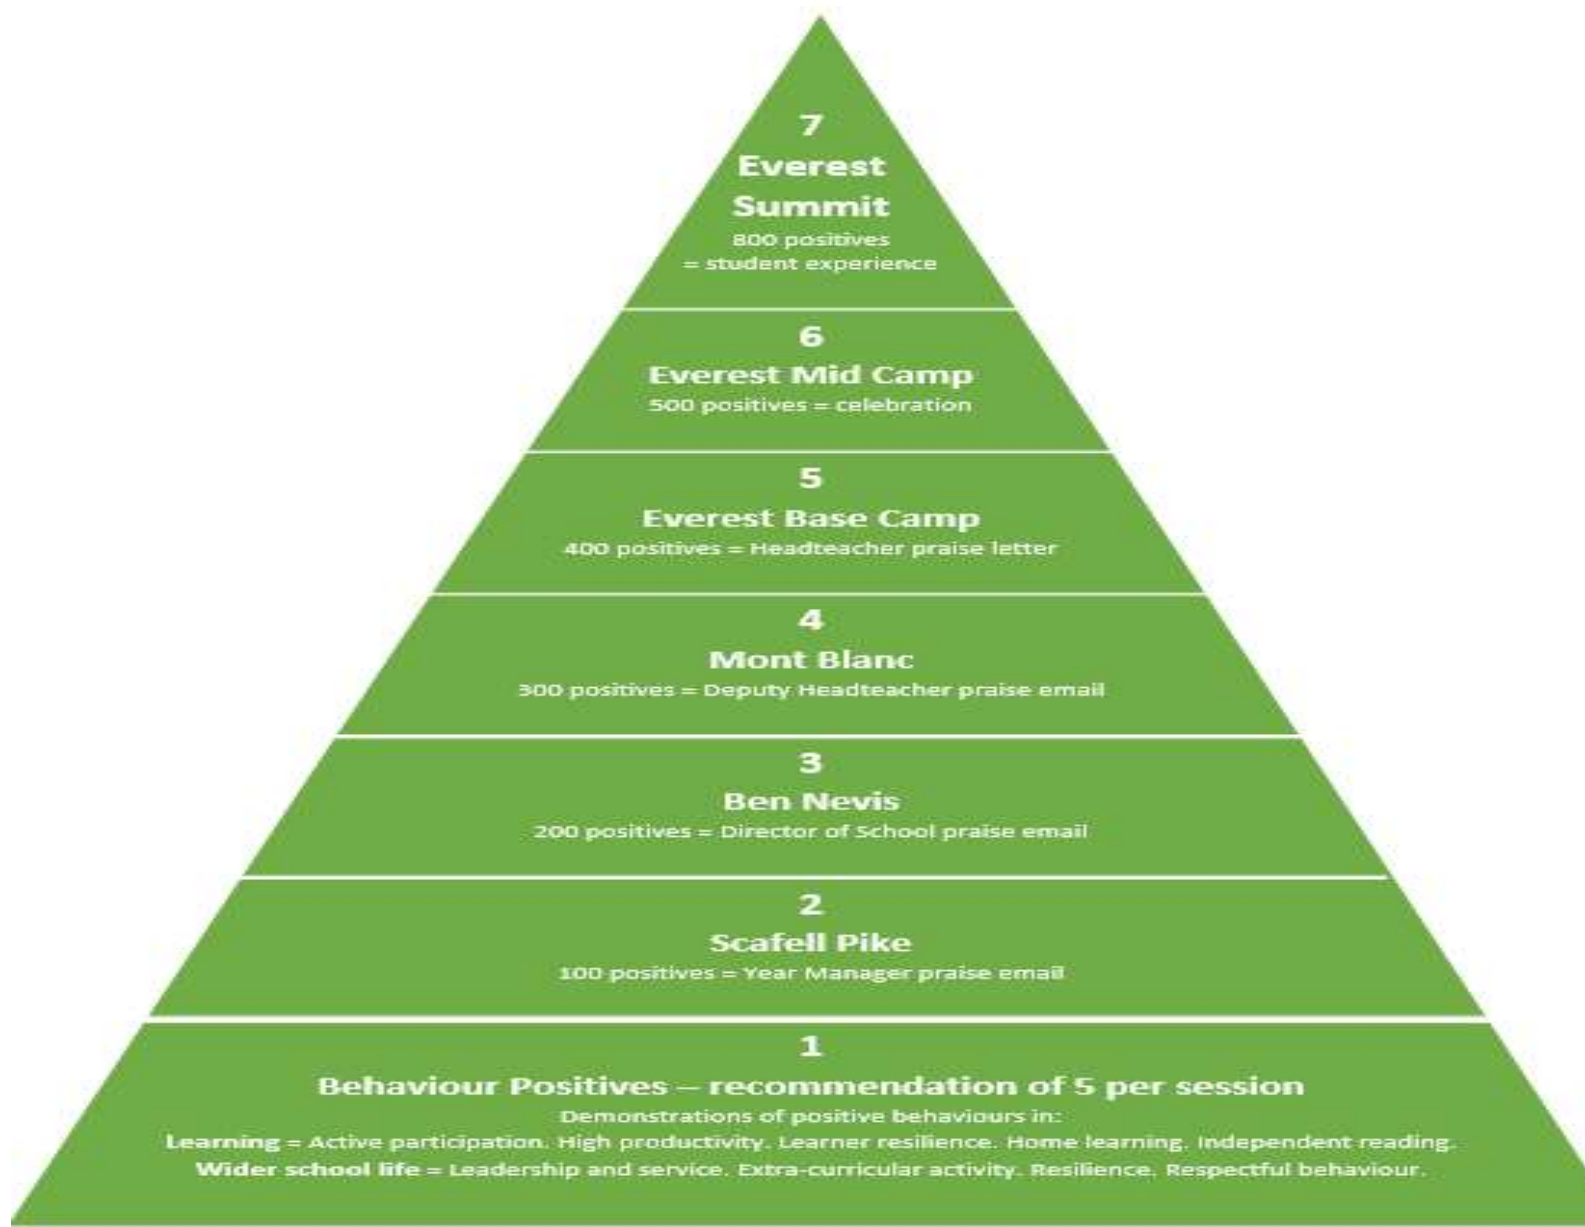 7
Everest
Summit
800 positives
= student experience
6
Everest Mid Camp
500 positives = celebration
5
Everest Base Camp
400 positives = Headteacher praise letter
4
Mont Blanc
300 positives = Deputy Headteacher praise email
3
Ben Nevis
200 positives = Director of School praise email
2
Scafell Pike
100 positives = Year Manager praise email
1
Behaviour Positives – recommendation of 5 per session
Demonstrations of positive behaviours in:
Learning = Active participation. High productivity. Learner resilience. Home learning. Independent reading.
Wider school life = Leadership and service. Extra-curricular activity. Resilience. Respectful behaviour.